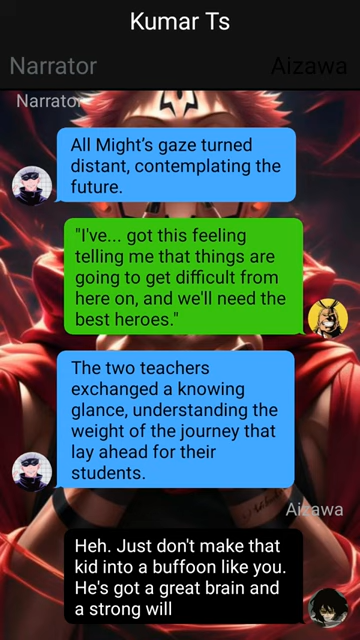 Kumar Ts
Narrator Aizawa
Narrator
All Might’s gaze turned
distant, contemplating the
future.
"I've... got this feeling
telling me that things are
going to get difficult from
here on, and we'll need the
best heroes."
The two teachers
exchanged a knowing
glance, understanding the
weight of the journey that
lay ahead for their
students.
Aizawa
Heh. Just don't make that
kid into a buffoon like you.
He's got a great brain and
a strong will